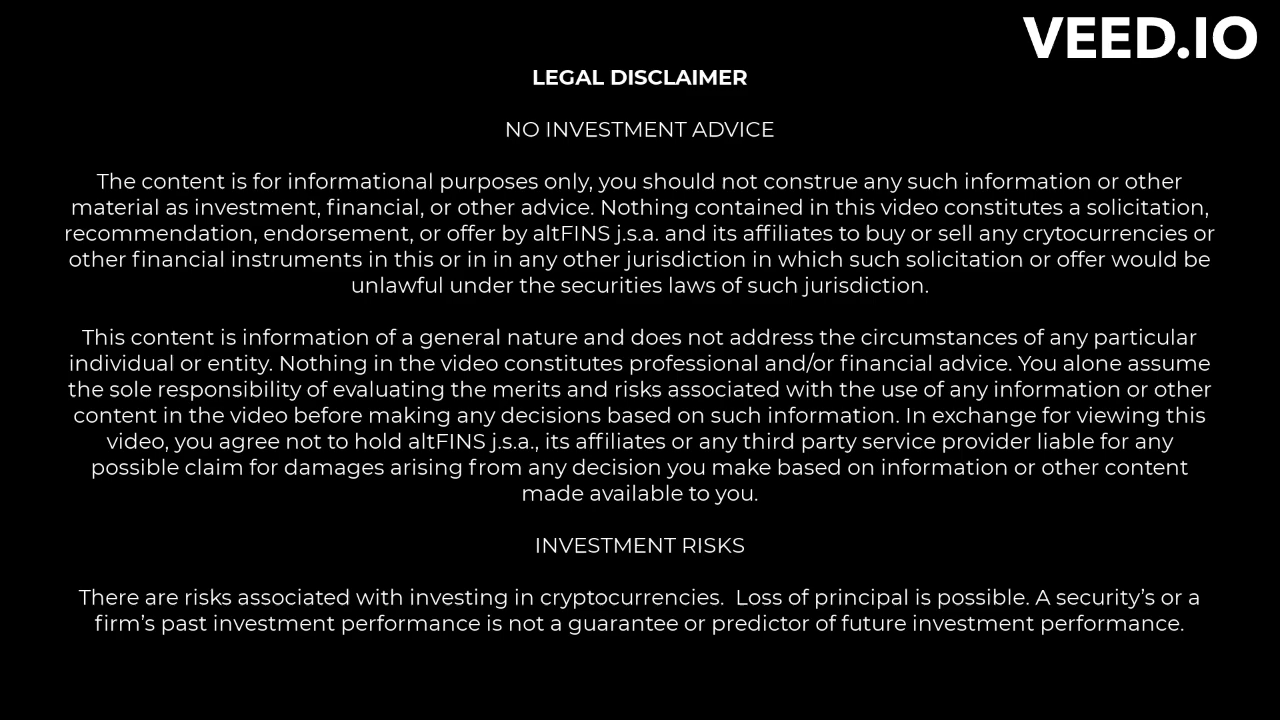 VEED.IO
LEGAL DISCLAIMER
NO INVESTMENT ADVICE
The content is for informational purposes only, you should not construe any such information or other
material as investment, financial, or other advice. Nothing contained in this video constitutes a solicitation,
recommendation, endorsement, or offer by altFINS j.s.a. and its affiliates to buy or sell any crytocurrencies or
other financial instruments in this or in in any other jurisdiction in which such solicitation or offer would be
unlawful under the securities laws of such jurisdiction.
This content is information of a general nature and does not address the circumstances of any particular
individual or entity. Nothing in the video constitutes professional and/or financial advice. You alone assume
the sole responsibility of evaluating the merits and risks associated with the use of any information or other
content in the video before making any decisions based on such information. In exchange for viewing this
video, you agree not to hold altFINS j.s.a., its affiliates or any third party service provider liable for any
possible claim for damages arising from any decision you make based on information or other content
made available to you.
INVESTMENT RISKS
There are risks associated with investing in cryptocurrencies.  Loss of principal is possible. A security’s or a
firm’s past investment performance is not a guarantee or predictor of future investment performance.